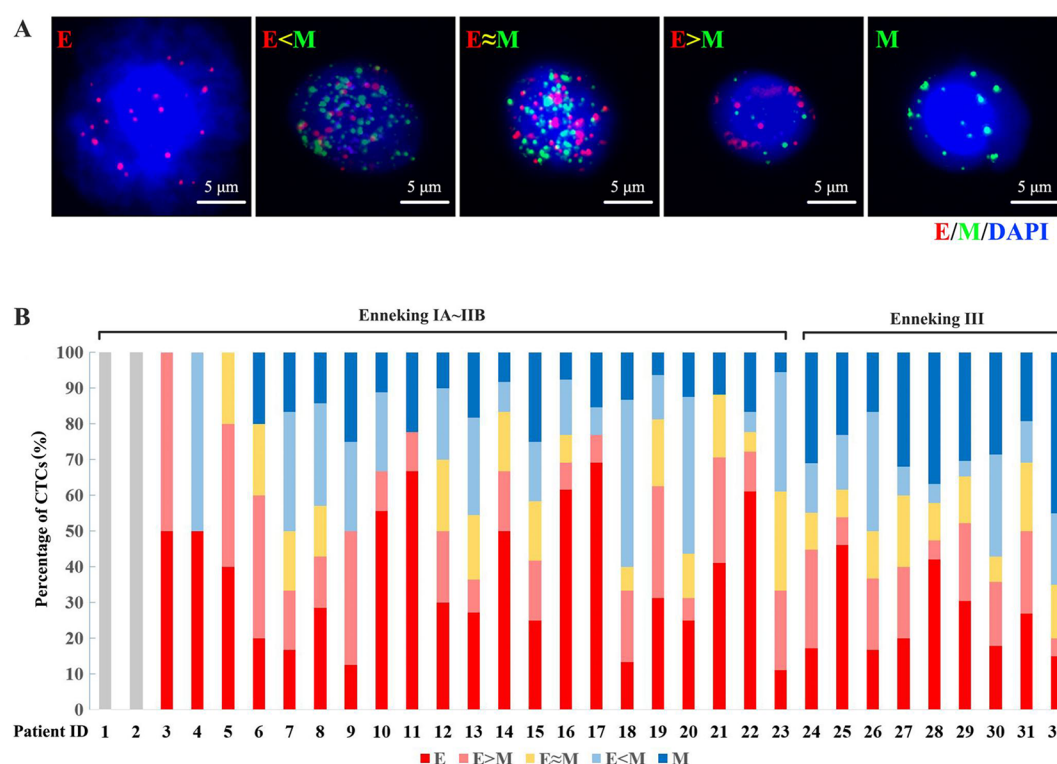 A
E
E<M
E≈M
E>M
M
5 μm
5 μm
5 μm
5 μm
5 μm
E/M/DAPI
B
Enneking IA~IIB
Enneking III
Percentage of CTCs(%)
100
90
80
70
60
50
40
30
20
10
0
Patient ID 1 2 3 4 5 6 7 8 9 10 11 12 13 14 15 16 17 18 19 20 21 22 23 24 25 26 27 28 29 30 31 3
E E>M E≈M E<M M